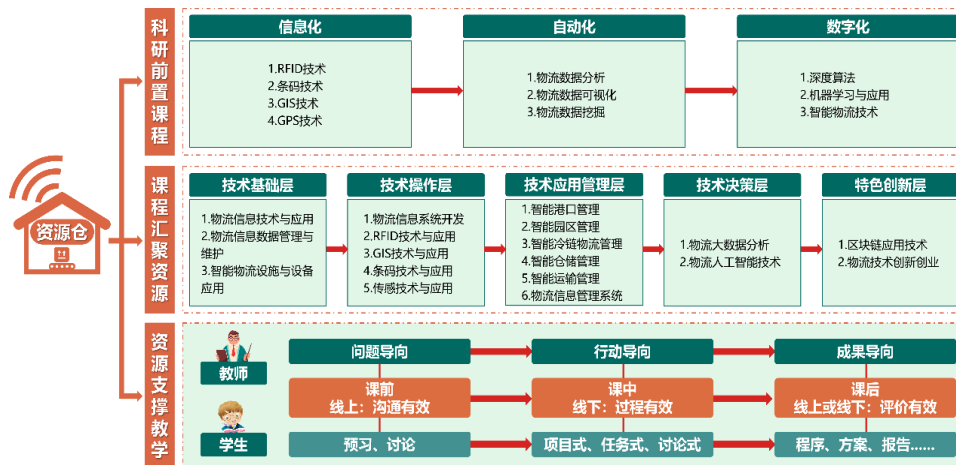 资源仓
科研前置课程
信息化
1.RFID技术
2.条码技术
3.GIS技术
4.GPS技术
自动化
1.物流数据分析
2.物流数据可视化
3.物流数据挖掘
数字化
1.深度算法
2.机器学习与应用
3.智能物流技术
课程汇聚资源
技术基础层
1.物流信息技术与应用
2.物流信息数据管理与
维护
3.智能物流设施与设备
应用
技术操作层
1.物流信息系统开发
2.RFID技术与应用
3.GIS技术与应用
4.条码技术与应用
5.传感技术与应用
技术应用管理层
1.智能港口管理
2.智能园区管理
3.智能冷链物流管理
4.智能仓储管理
5.智能运输管理
6.物流信息管理系统
技术决策层
1.物流大数据分析
2.物流人工智能技术
特色创新层
1.区块链应用技术
2.物流技术创新创业
资源支撑教学
教师
问题导向
行动导向
成果导向
课前
线上：沟通有效
课中
线下：过程有效
课后
线上或线下：评价有效
学生
预习、讨论
项目式、任务式、讨论式
程序、方案、报告......